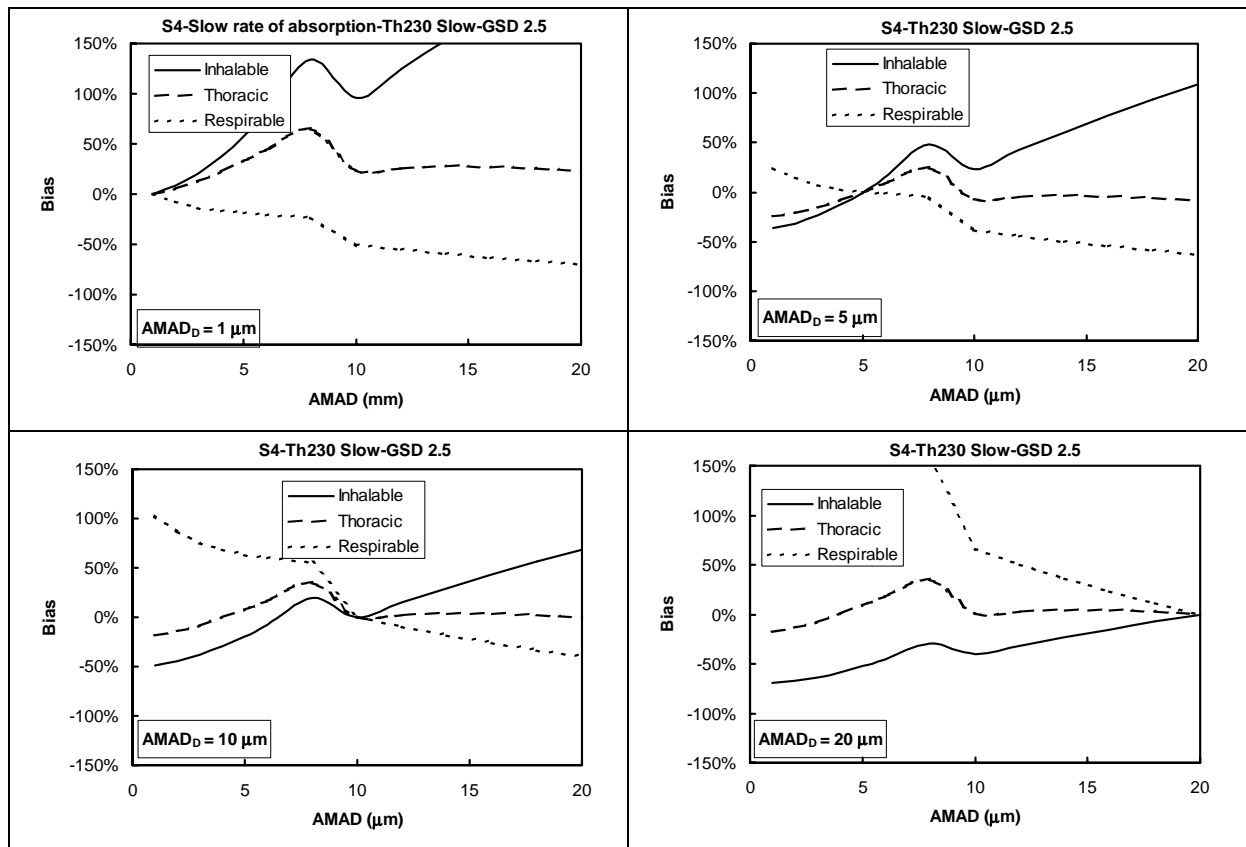 S4-Slow rate of absorption-Th230 Slow-GSD 2.5
150%
100%
50%
0%
-50%
-100%
-150%
Bias
Inhalable
Thoracic
Respirable
AMAD_D = 1 µm
0 5 10 15 20
AMAD (mm)
S4-Th230 Slow-GSD 2.5
150%
100%
50%
0%
-50%
-100%
-150%
Bias
Inhalable
Thoracic
Respirable
AMAD_D = 5 µm
0 5 10 15 20
AMAD (µm)
S4-Th230 Slow-GSD 2.5
150%
100%
50%
0%
-50%
-100%
-150%
Bias
Inhalable
Thoracic
Respirable
AMAD_D = 10 µm
0 5 10 15 20
AMAD (µm)
S4-Th230 Slow-GSD 2.5
150%
100%
50%
0%
-50%
-100%
-150%
Bias
Inhalable
Thoracic
Respirable
AMAD_D = 20 µm
0 5 10 15 20
AMAD (µm)